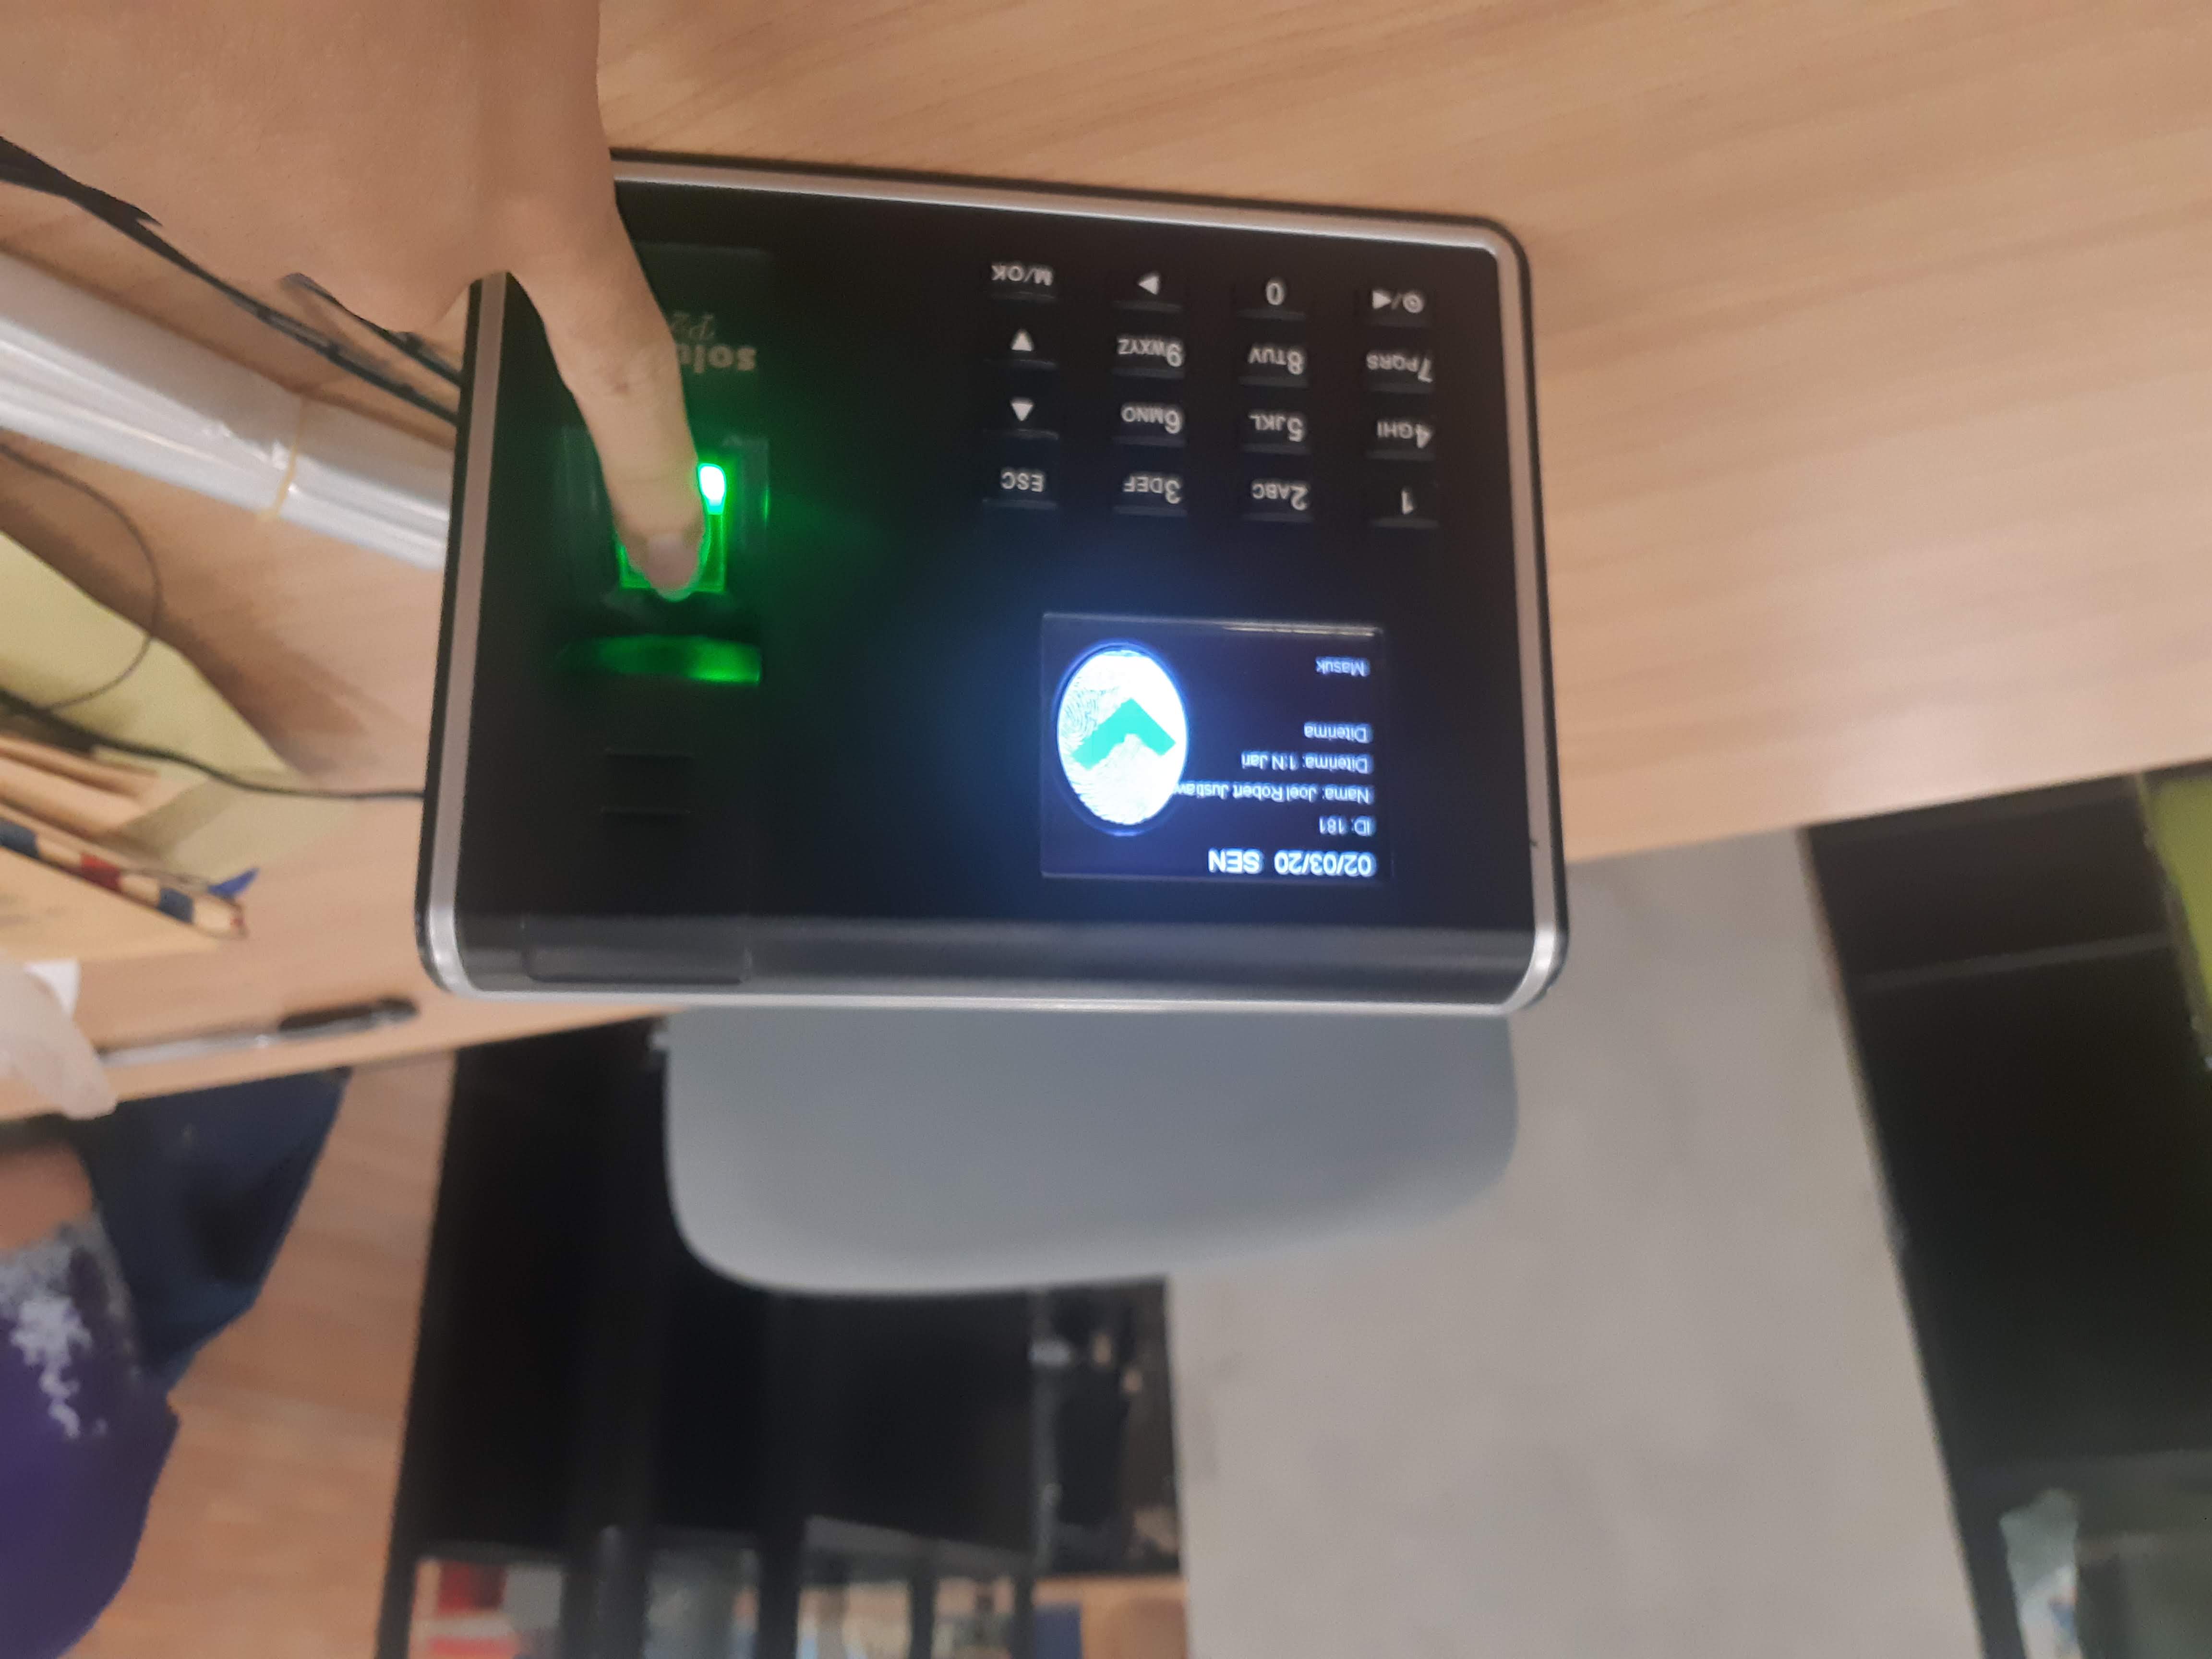 02/03/20 SEN
ID: 181
Nama: Joel Robert Justiaw
Diterima: 1:N Jari
Diterima
Masuk
1 2ABC 3DEF ESC
4GHI 5JKL 6MNO ▲
7PQRS 8TUV 9WXYZ ▼
/◀ 0 ▶ M/OK